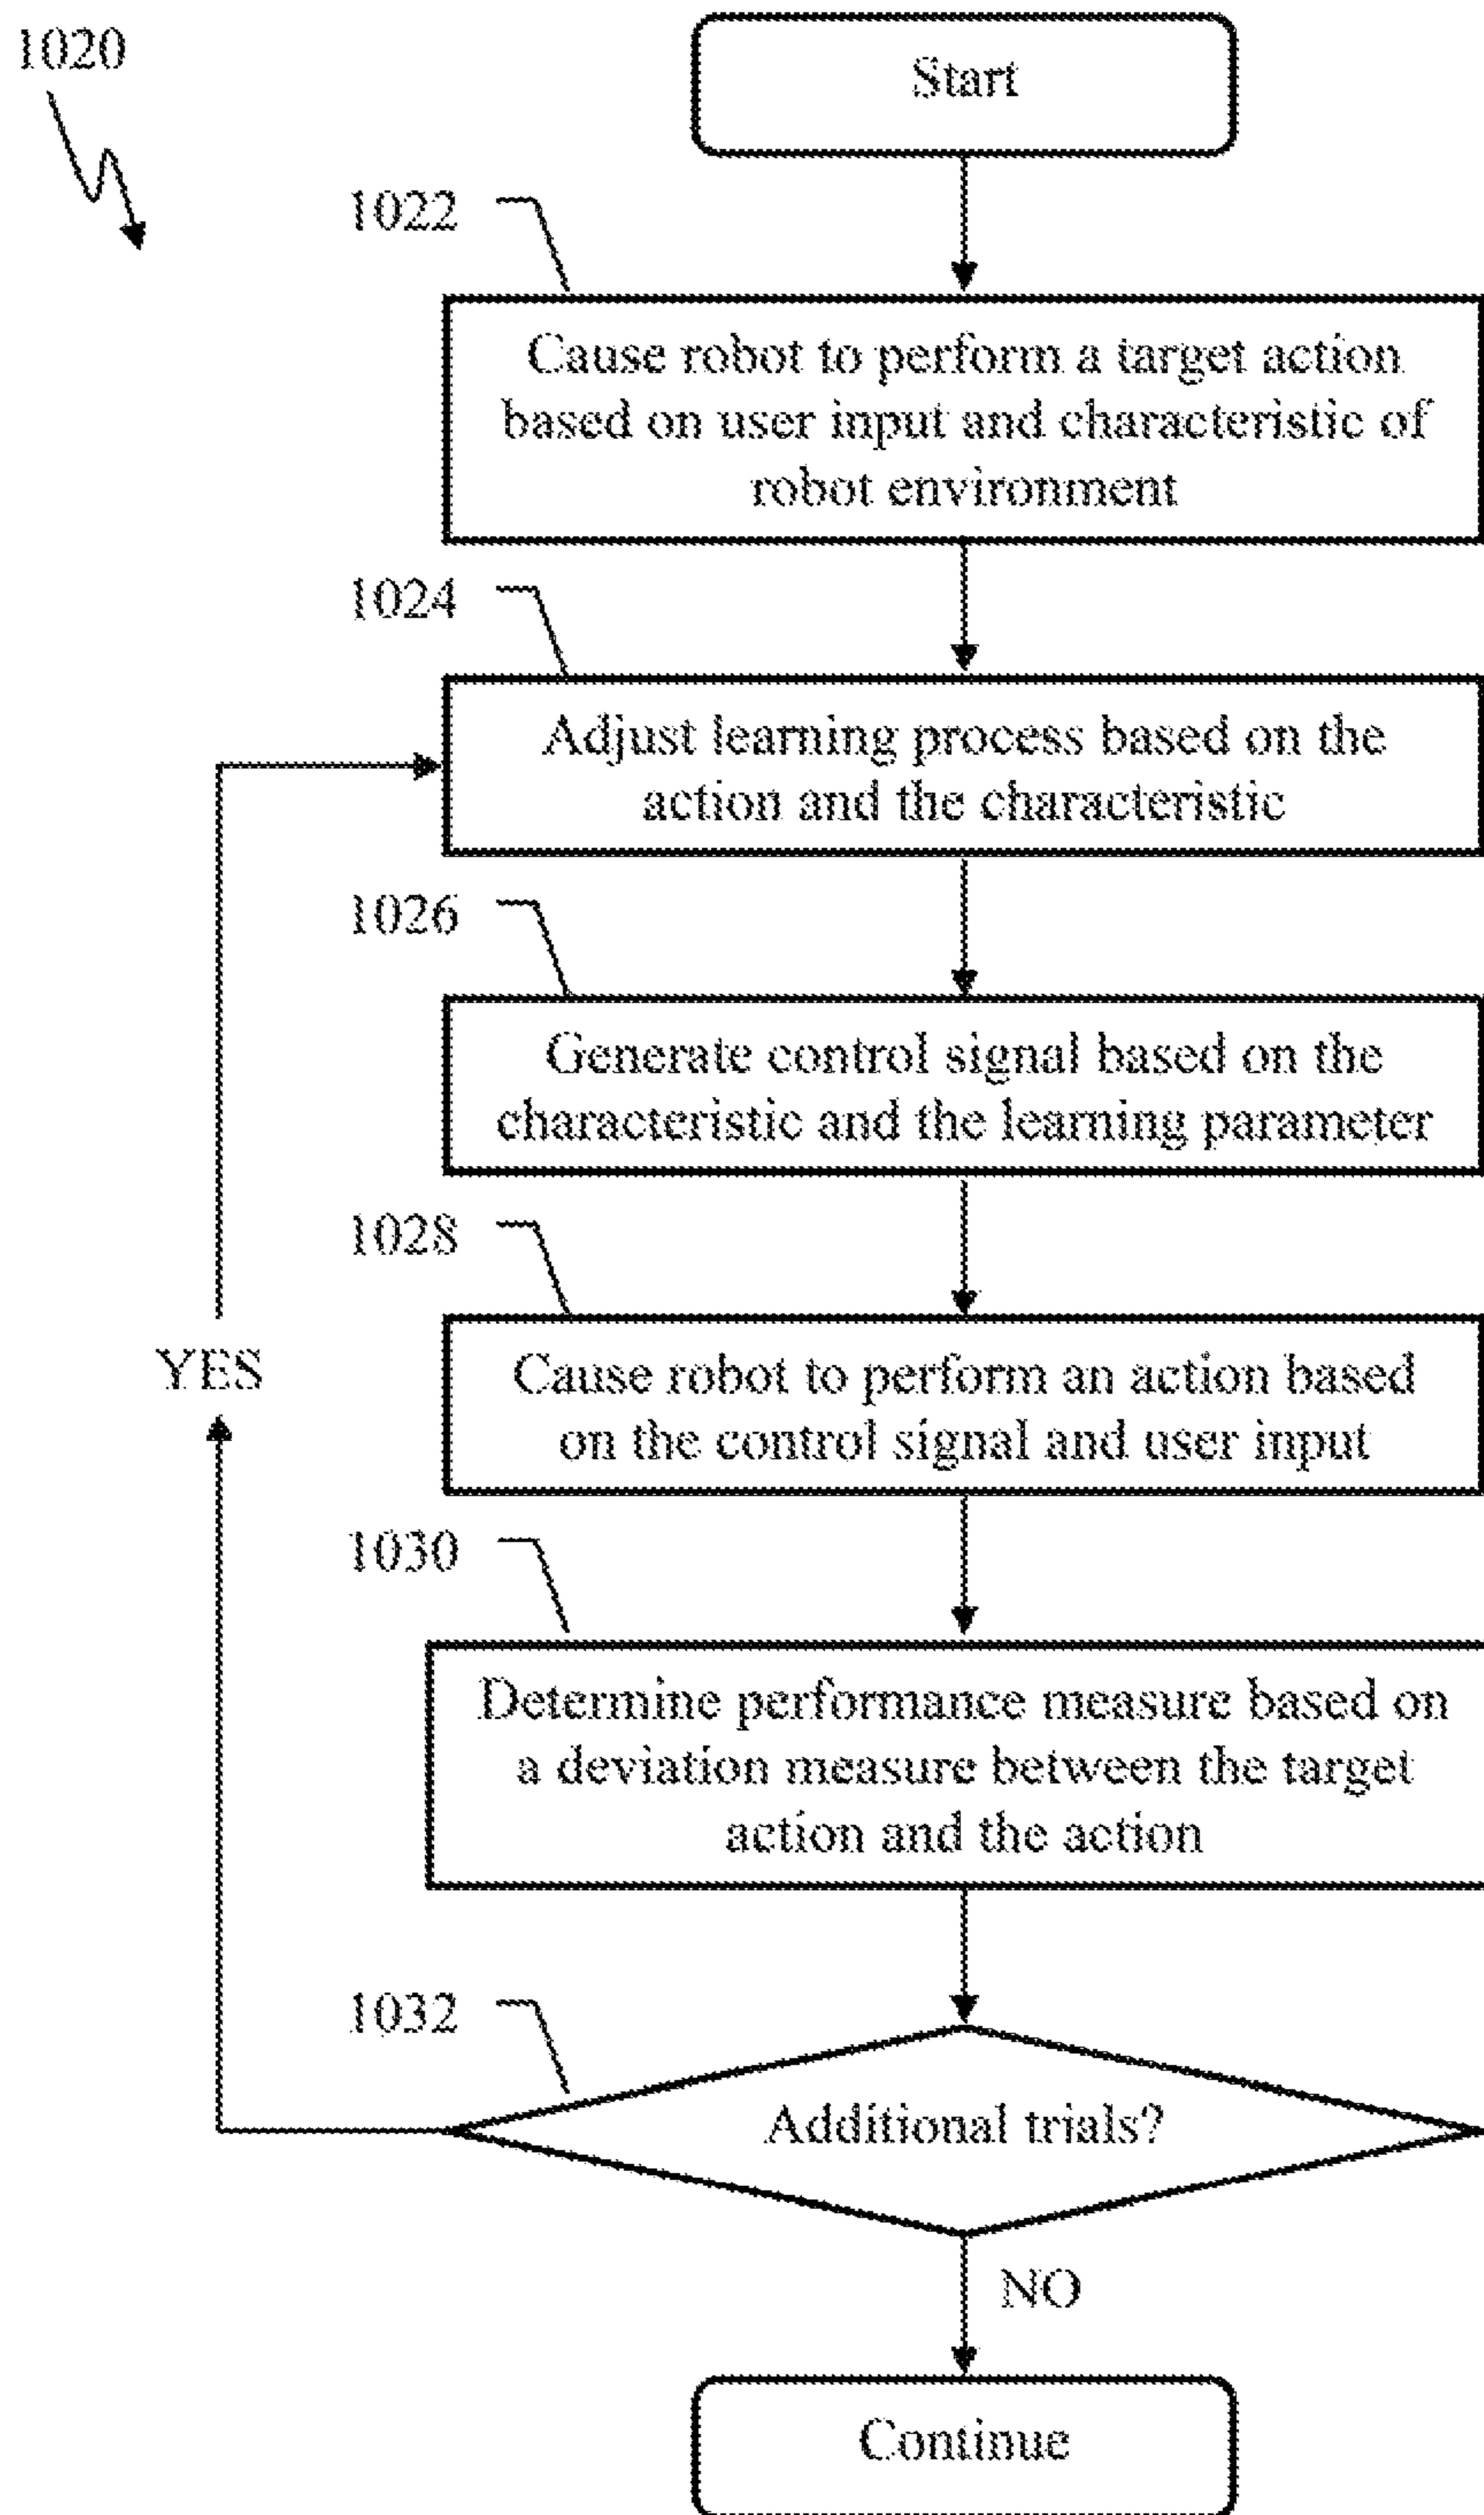 1020
Start
1022
Cause robot to perform a target action
based on user input and characteristic of
robot environment
1024
Adjust learning process based on the
action and the characteristic
1026
Generate control signal based on the
characteristic and the learning parameter
1028
YES
Cause robot to perform an action based
on the control signal and user input
1030
Determine performance measure based on
a deviation measure between the target
action and the action
1032
Additional trials?
NO
Continue